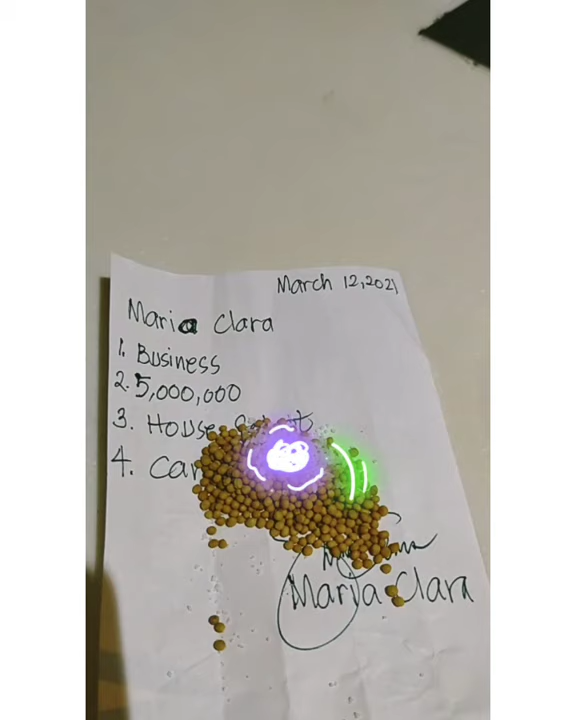 March 12,2021
Maria Clara
1. Business
2. 5,000,000
3. House
4. Car
Maria Clara